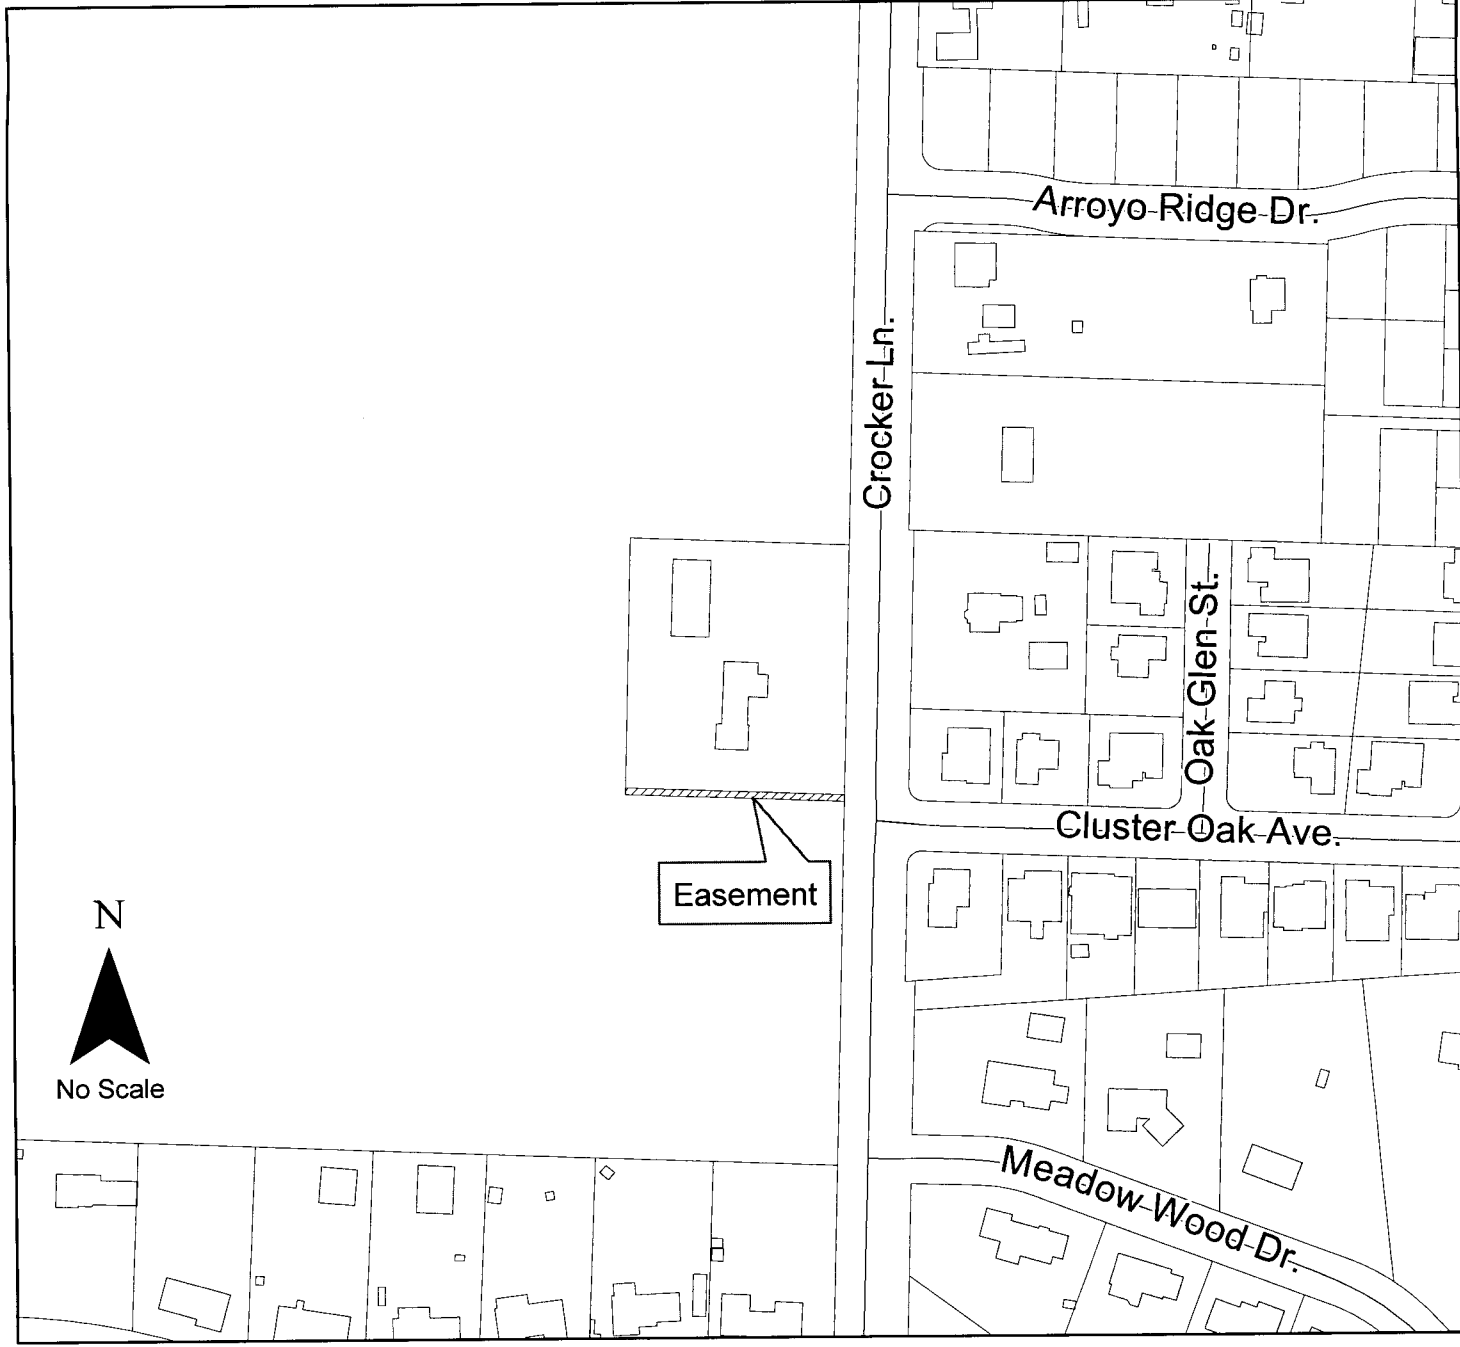 Arroyo Ridge Dr.
Crocker Ln.
Oak Glen St.
Cluster Oak Ave.
Easement
N
No Scale
Meadow Wood Dr.